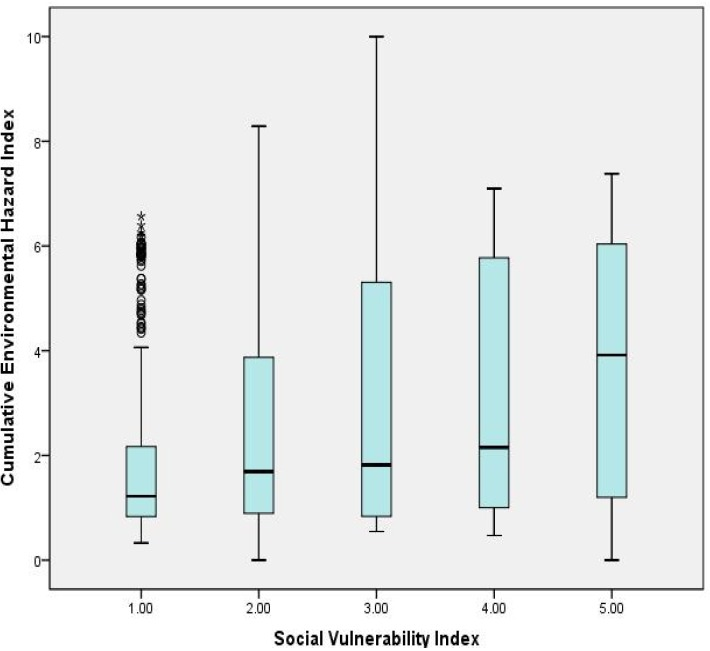 Cumulative Environmental Hazard Index
10
8
6
4
2
0
1.00 2.00 3.00 4.00 5.00
Social Vulnerability Index